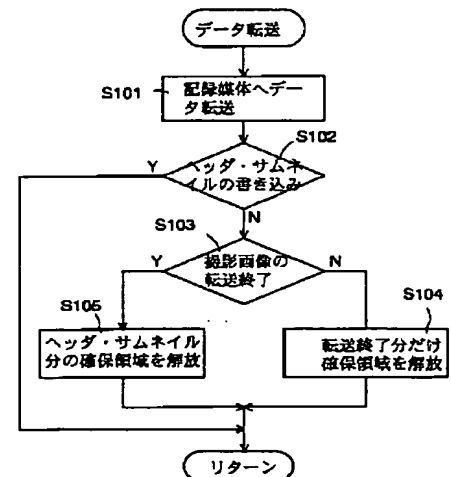 データ転送
S101
記録媒体へデー
タ転送
S102
Y
ヘッダ・サムネ
イルの書き込み
N
S103
Y
撮影画像の
転送終了
N
S105
ヘッダ・サムネイル
分の確保領域を解放
S104
転送終了分だけ
確保領域を解放
リターン